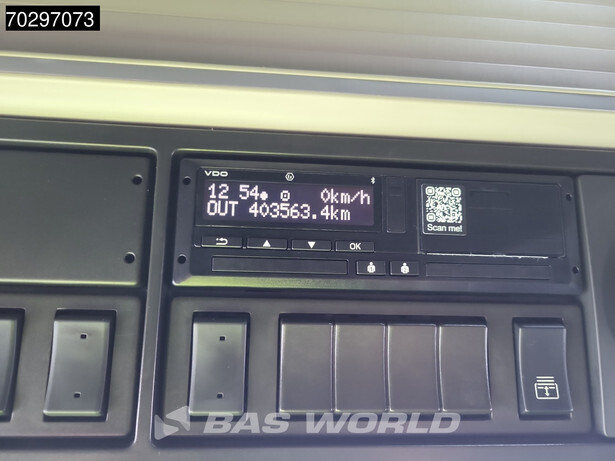 70297073
VDO
12 54 0km/h
OUT 403563.4km
OK
Scan me!
BAS WORLD